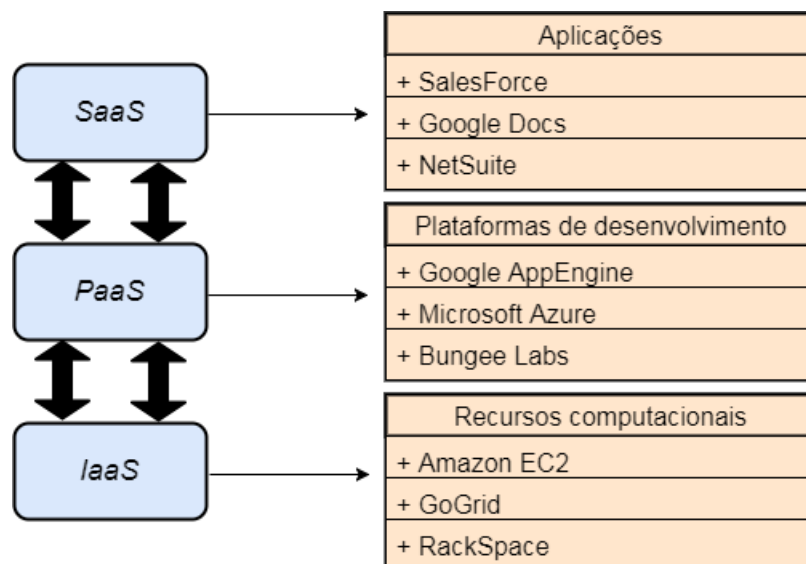 SaaS
Aplicações
+ SalesForce
+ Google Docs
+ NetSuite
PaaS
Plataformas de desenvolvimento
+ Google AppEngine
+ Microsoft Azure
+ Bungee Labs
IaaS
Recursos computacionais
+ Amazon EC2
+ GoGrid
+ RackSpace